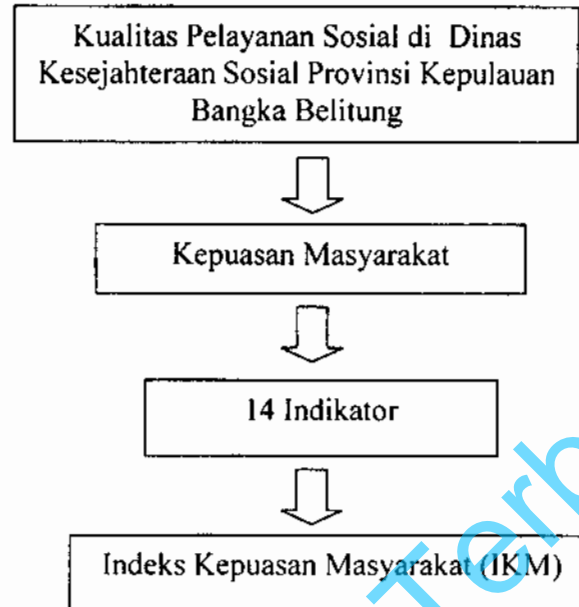 Kualitas Pelayanan Sosial di Dinas
Kesejahteraan Sosial Provinsi Kepulauan
Bangka Belitung
Kepuasan Masyarakat
14 Indikator
Indeks Kepuasan Masyarakat (IKM)
Terb